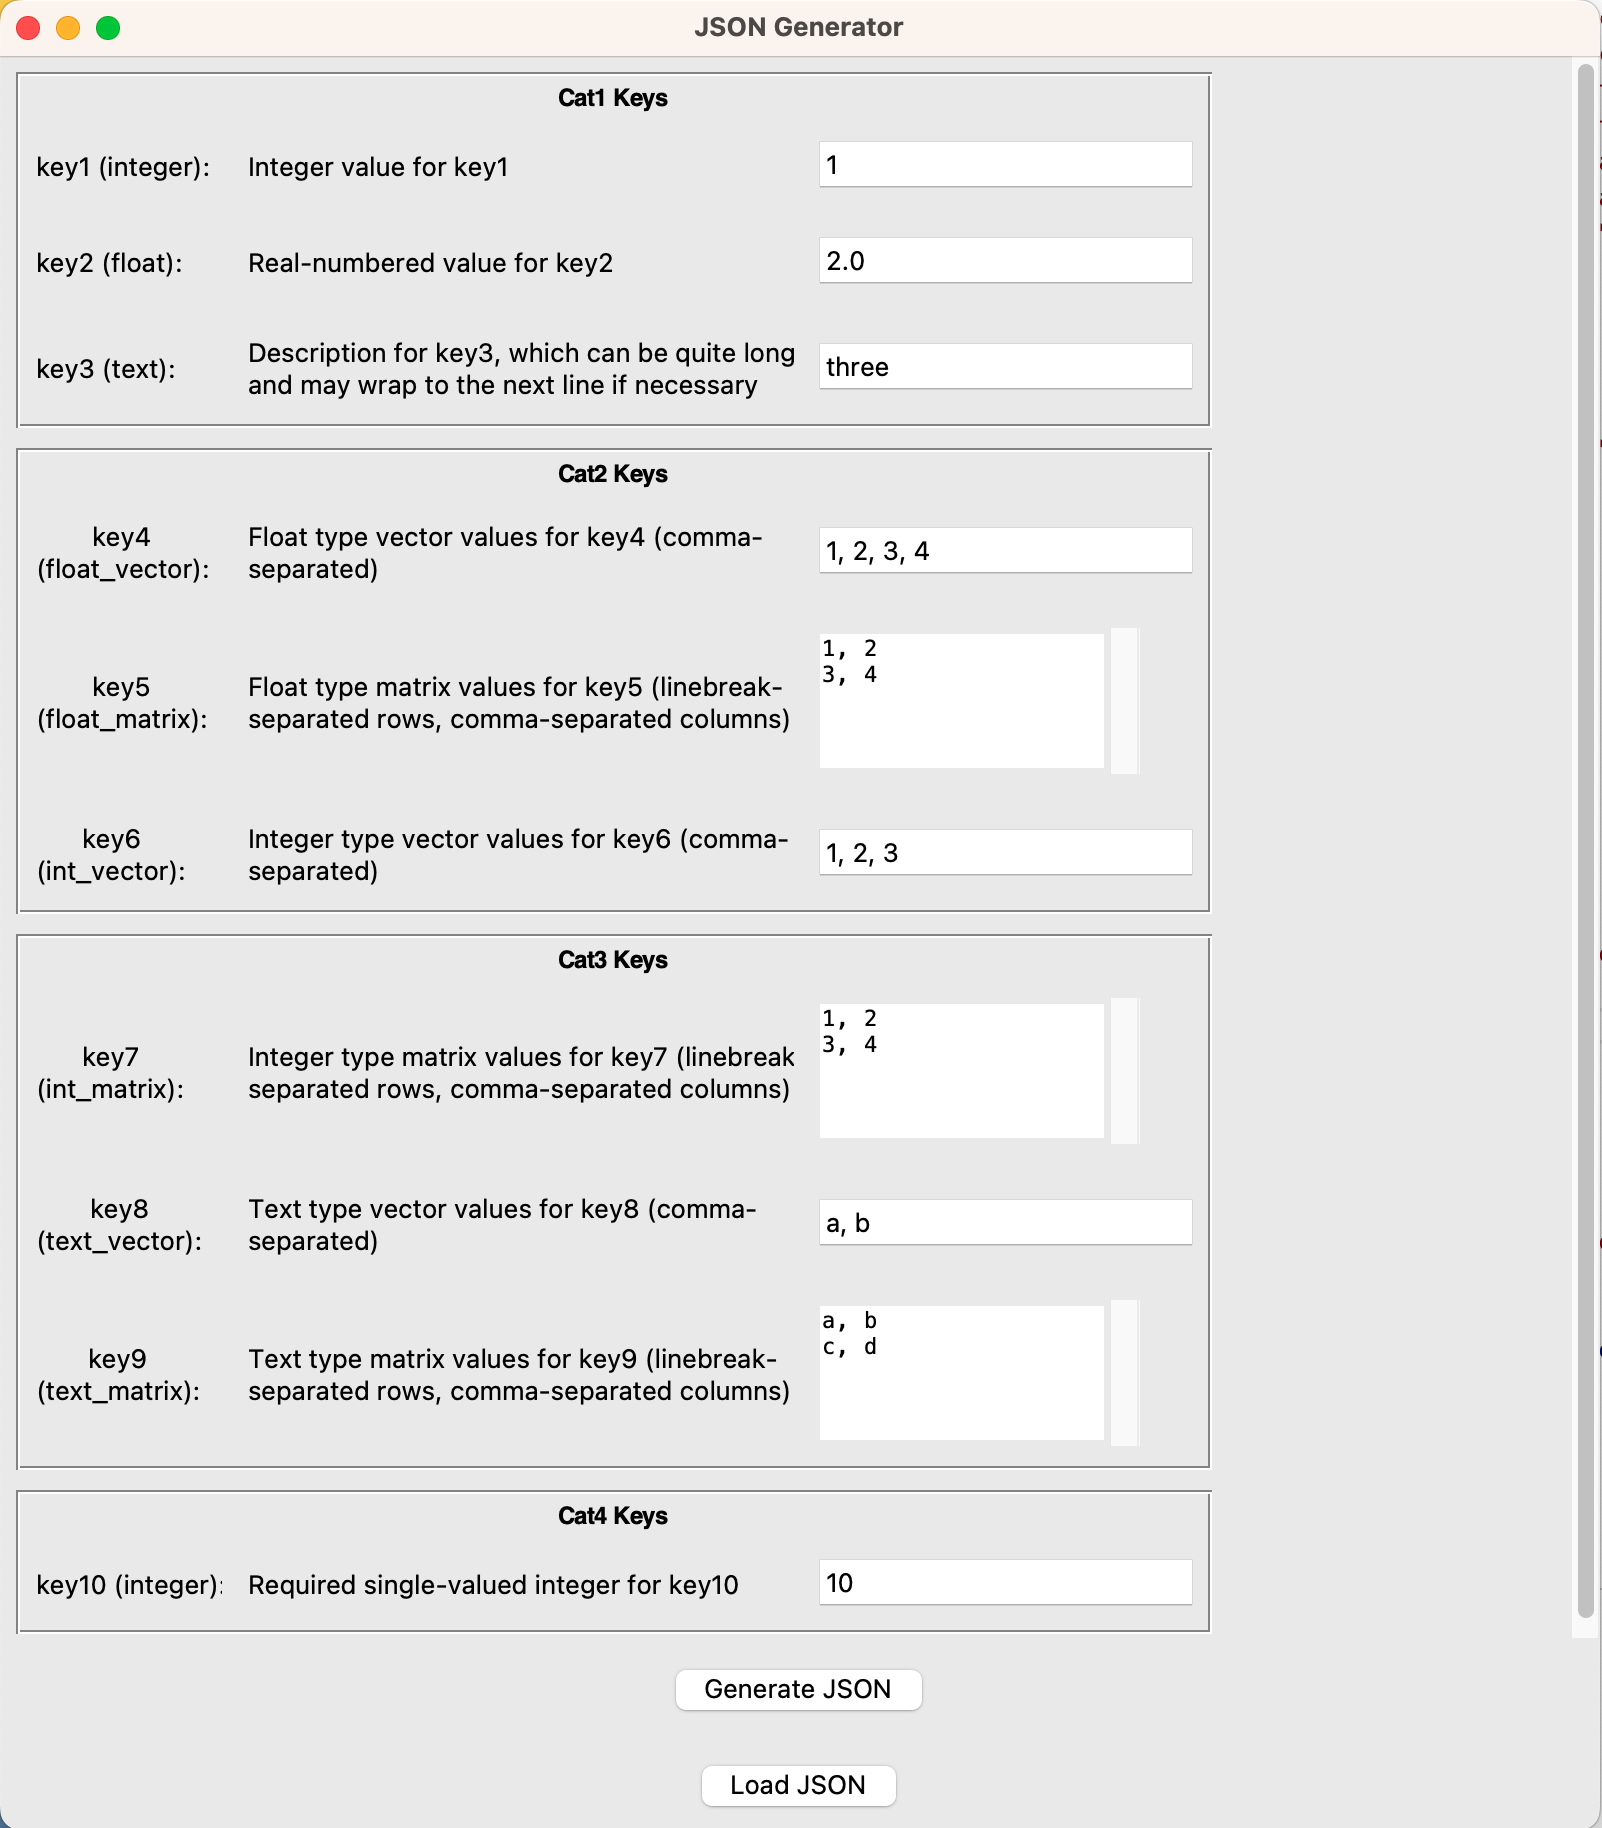 JSON Generator
Cat1 Keys
key1 (integer): Integer value for key1 1
key2 (float): Real-numbered value for key2 2.0
key3 (text): Description for key3, which can be quite long
and may wrap to the next line if necessary
three
Cat2 Keys
key4
(float_vector):
Float type vector values for key4 (comma-
separated)
1, 2, 3, 4
key5
(float_matrix):
Float type matrix values for key5 (linebreak-
separated rows, comma-separated columns)
1, 2
3, 4
key6
(int_vector):
Integer type vector values for key6 (comma-
separated)
1, 2, 3
Cat3 Keys
key7
(int_matrix):
Integer type matrix values for key7 (linebreak
separated rows, comma-separated columns)
1, 2
3, 4
key8
(text_vector):
Text type vector values for key8 (comma-
separated)
a, b
key9
(text_matrix):
Text type matrix values for key9 (linebreak-
separated rows, comma-separated columns)
a, b
c, d
Cat4 Keys
key10 (integer): Required single-valued integer for key10 10
Generate JSON
Load JSON